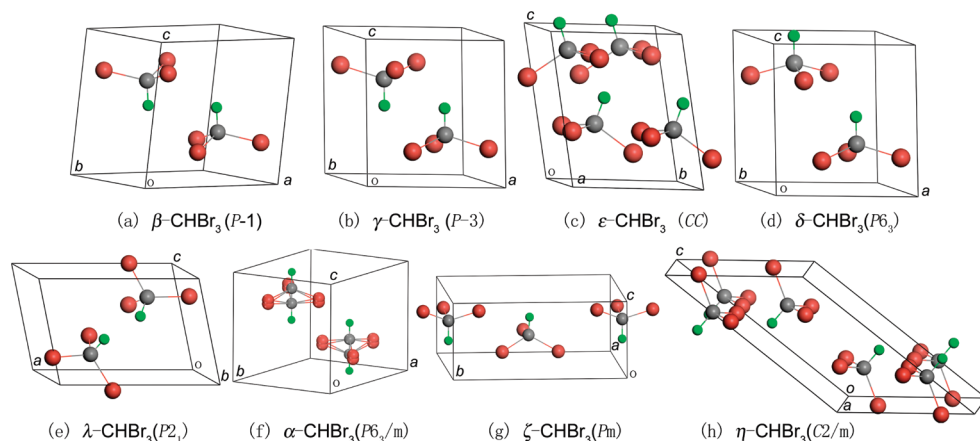 c
b
o
a
(a) β-CHBr₃(P-1)
c
b
o
a
(b) γ-CHBr₃ (P-3)
c
o
a
b
(c) ε-CHBr₃ (CC)
c
b
o
a
(d) δ-CHBr₃(P6₃)
c
a
o
b
(e) λ-CHBr₃(P2₁)
c
b
o
a
(f) α-CHBr₃(P6₃/m)
b
c
a
o
(g) ζ-CHBr₃(Pm)
c
b
o
a
(h) η-CHBr₃(C2/m)